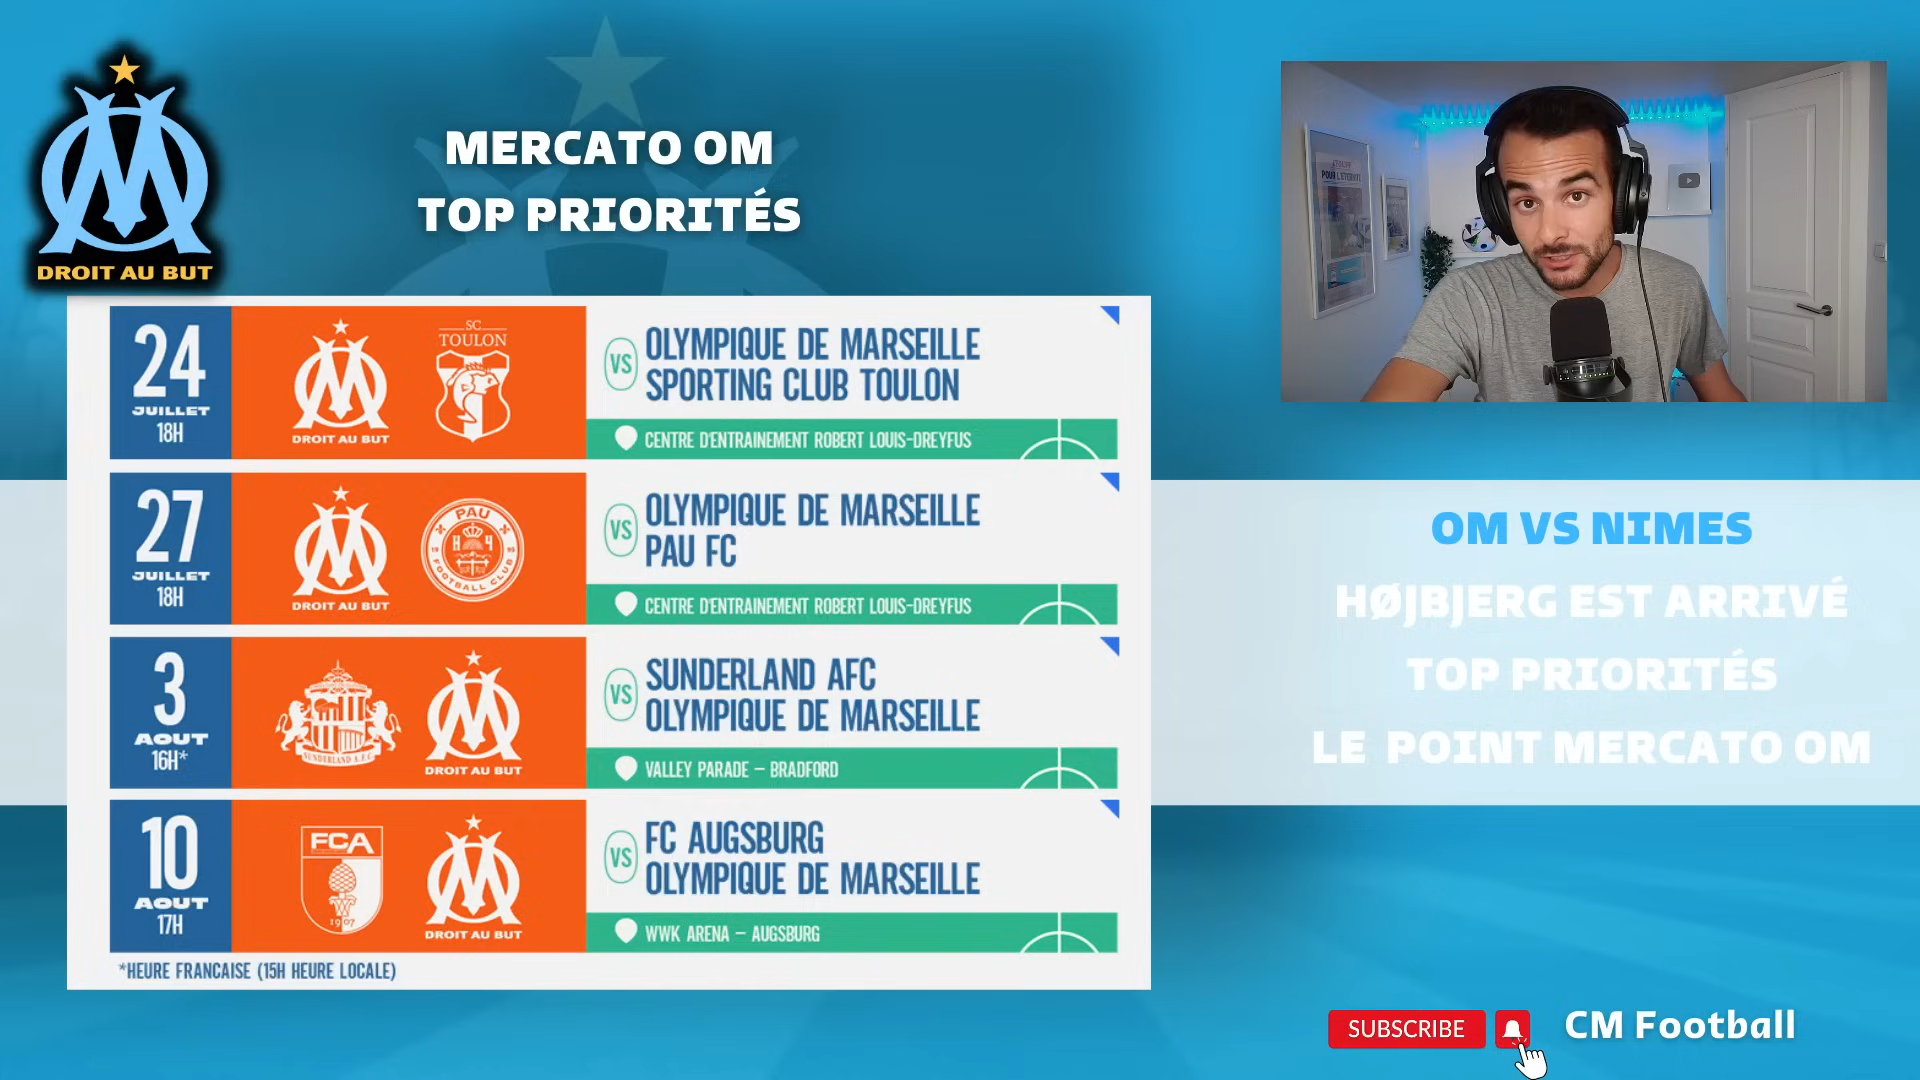 DROIT AU BUT
MERCATO OM
TOP PRIORITÉS
POUR L'ÉTERNITÉ
24
JUILLET
18H
DROIT AU BUT
SC
TOULON
VS
OLYMPIQUE DE MARSEILLE
SPORTING CLUB TOULON
CENTRE D'ENTRAINEMENT ROBERT LOUIS-DREYFUS
27
JUILLET
18H
DROIT AU BUT
PAU
FOOTBALL CLUB
VS
OLYMPIQUE DE MARSEILLE
PAU FC
CENTRE D'ENTRAINEMENT ROBERT LOUIS-DREYFUS
3
AOUT
16H*
SUNDERLAND A.F.C.
DROIT AU BUT
VS
SUNDERLAND AFC
OLYMPIQUE DE MARSEILLE
VALLEY PARADE – BRADFORD
10
AOUT
17H
FCA
1907
DROIT AU BUT
VS
FC AUGSBURG
OLYMPIQUE DE MARSEILLE
WWK ARENA – AUGSBURG
*HEURE FRANCAISE (15H HEURE LOCALE)
OM VS NIMES
HØJBJERG EST ARRIVÉ
TOP PRIORITÉS
LE POINT MERCATO OM
SUBSCRIBE
CM Football